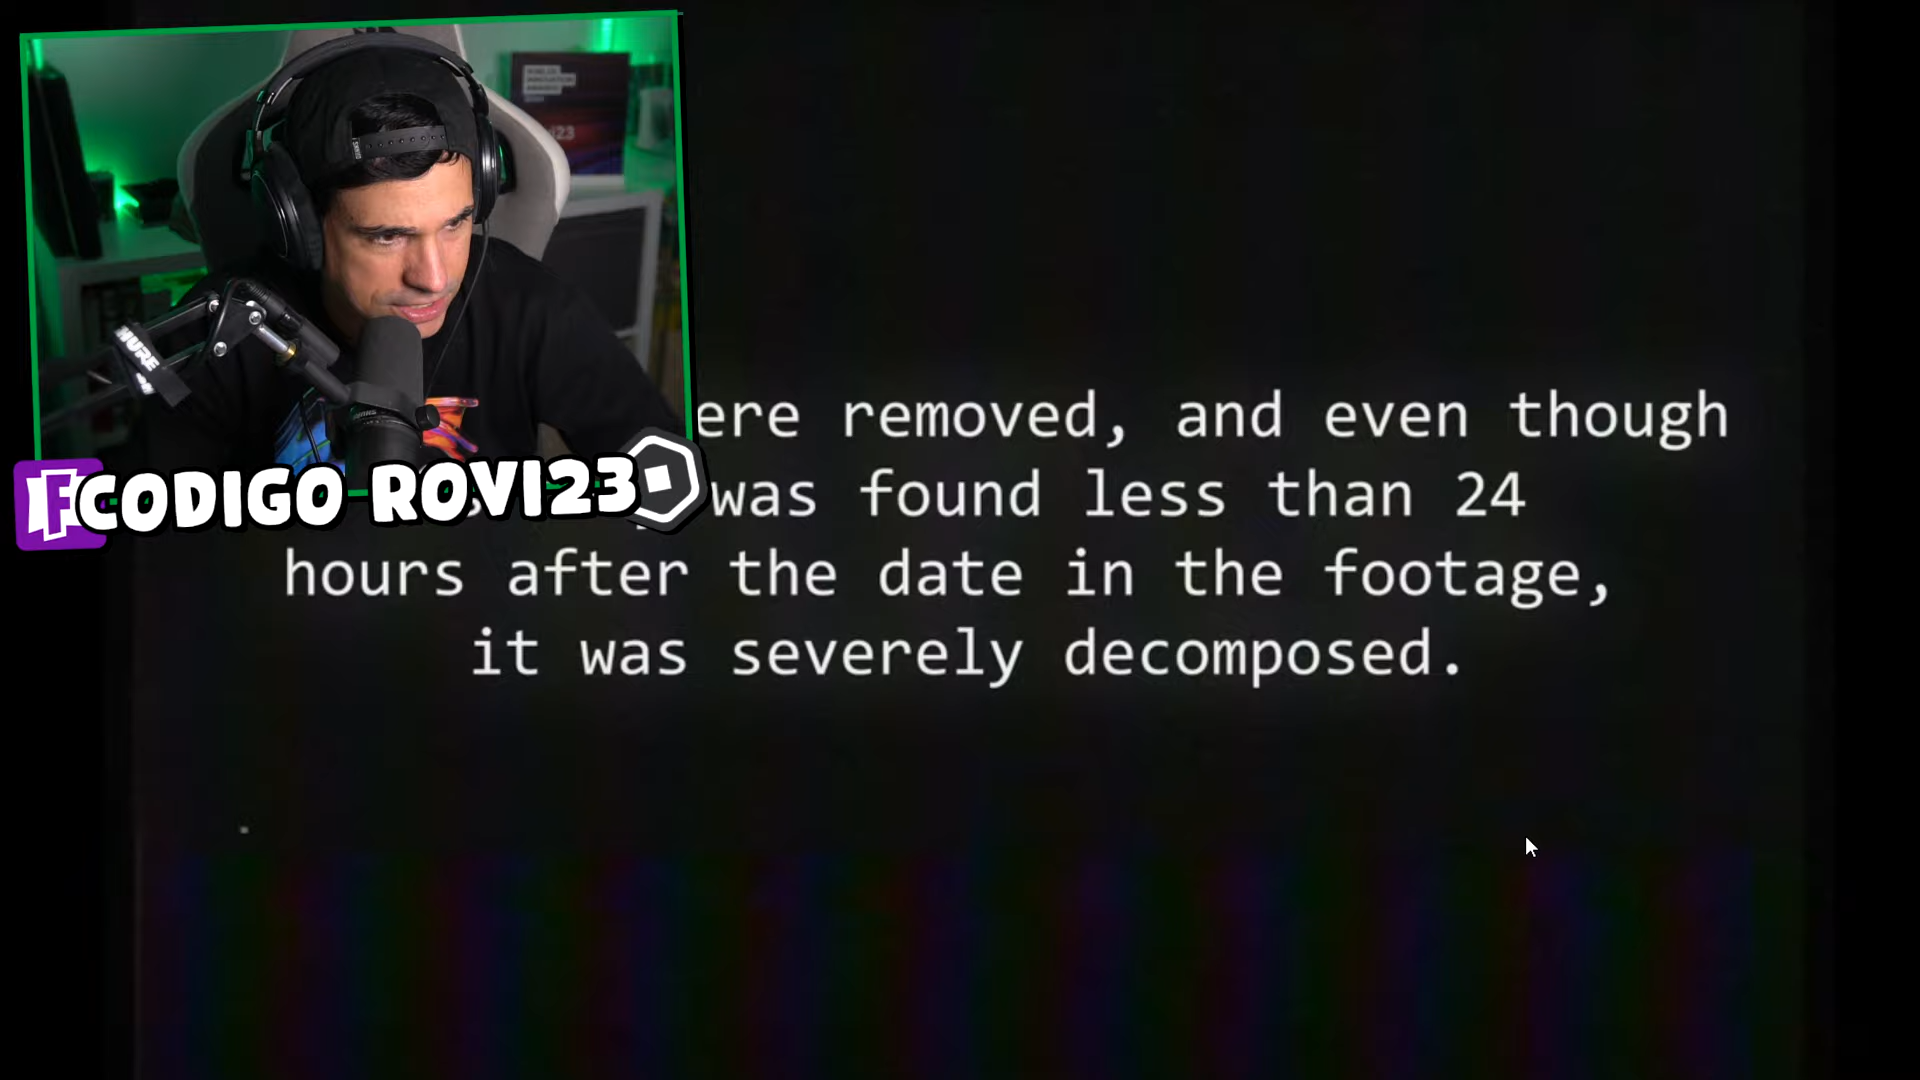 CODIGO ROVI23
removed, and even though
was found less than 24
hours after the date in the footage,
it was severely decomposed.